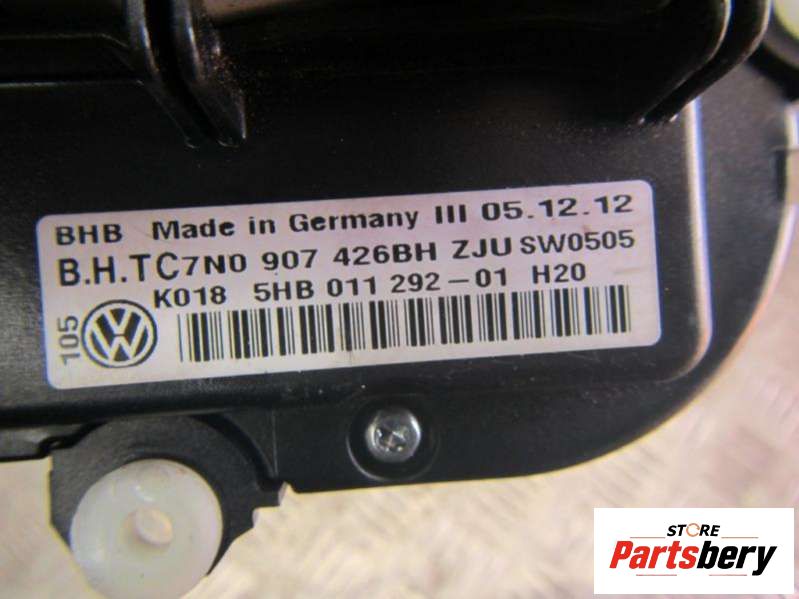 BHB Made in Germany III 05.12.12
B.H.TC7N0 907 426BH ZJU SW0505
K018 5HB 011 292-01 H20
105
VW
STORE
Partsbery